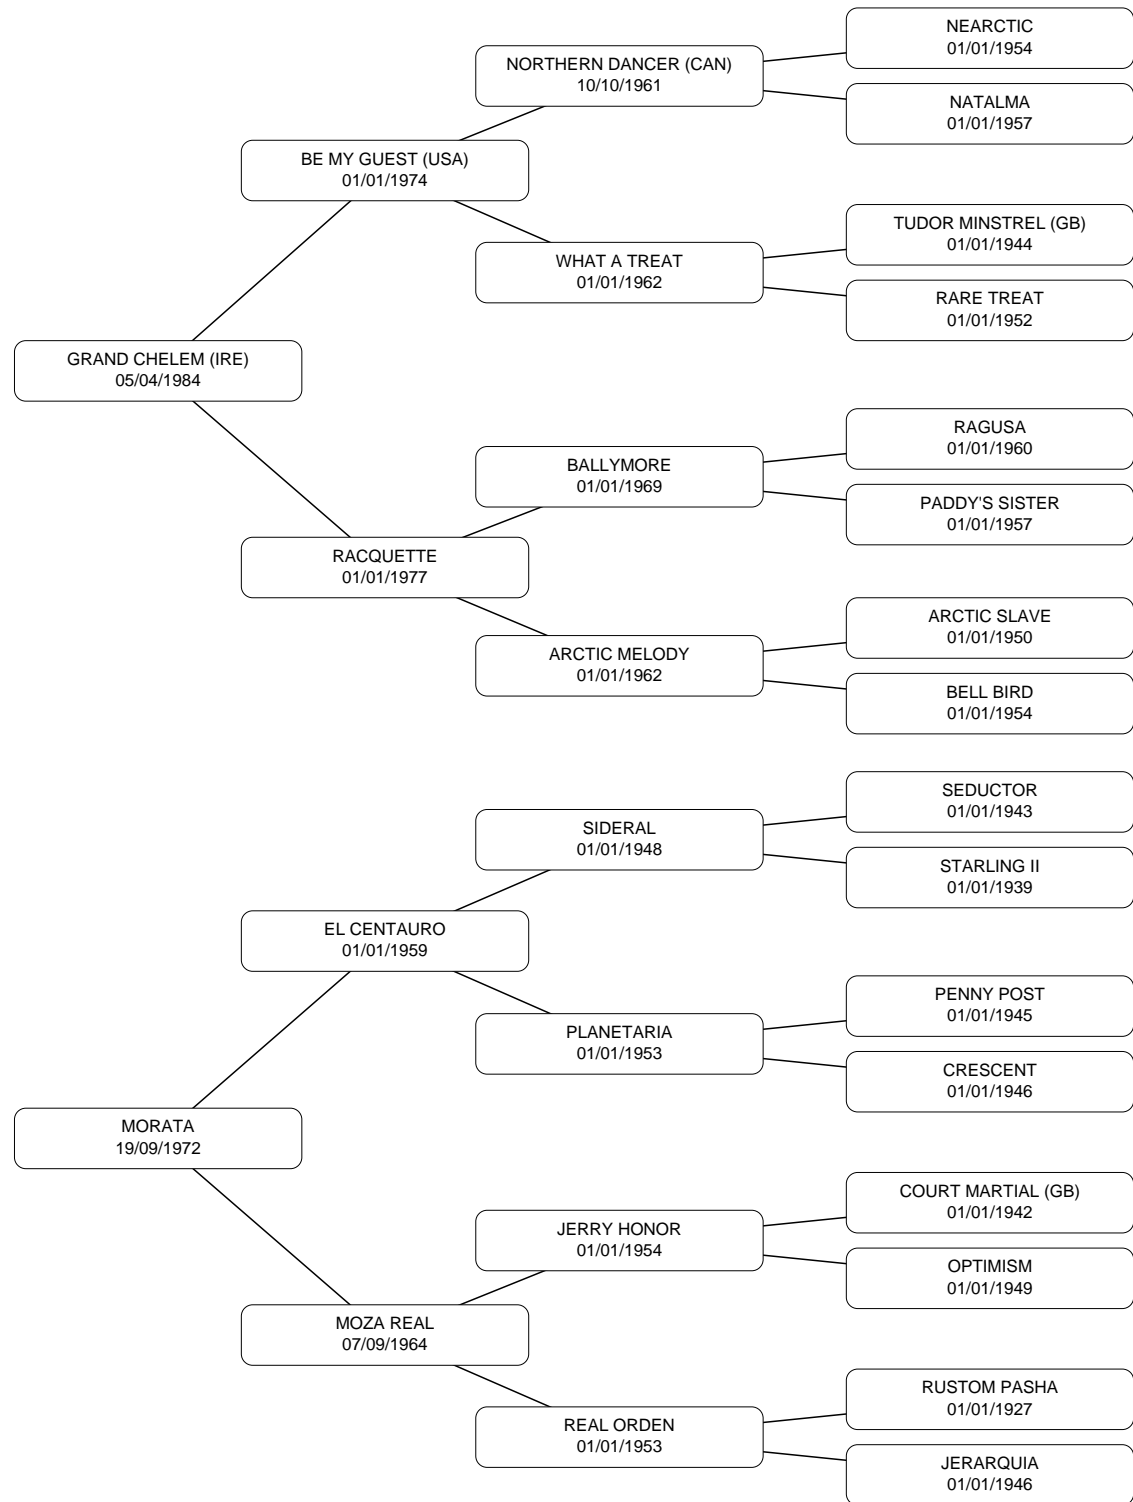 NEARCTIC
01/01/1954
NORTHERN DANCER (CAN)
10/10/1961
NATALMA
01/01/1957
BE MY GUEST (USA)
01/01/1974
TUDOR MINSTREL (GB)
01/01/1944
WHAT A TREAT
01/01/1962
RARE TREAT
01/01/1952
GRAND CHELEM (IRE)
05/04/1984
RAGUSA
01/01/1960
BALLYMORE
01/01/1969
PADDY'S SISTER
01/01/1957
RACQUETTE
01/01/1977
ARCTIC SLAVE
01/01/1950
ARCTIC MELODY
01/01/1962
BELL BIRD
01/01/1954
SEDUCTOR
01/01/1943
SIDERAL
01/01/1948
STARLING II
01/01/1939
EL CENTAURO
01/01/1959
PENNY POST
01/01/1945
PLANETARIA
01/01/1953
CRESCENT
01/01/1946
MORATA
19/09/1972
COURT MARTIAL (GB)
01/01/1942
JERRY HONOR
01/01/1954
OPTIMISM
01/01/1949
MOZA REAL
07/09/1964
RUSTOM PASHA
01/01/1927
REAL ORDEN
01/01/1953
JERARQUIA
01/01/1946